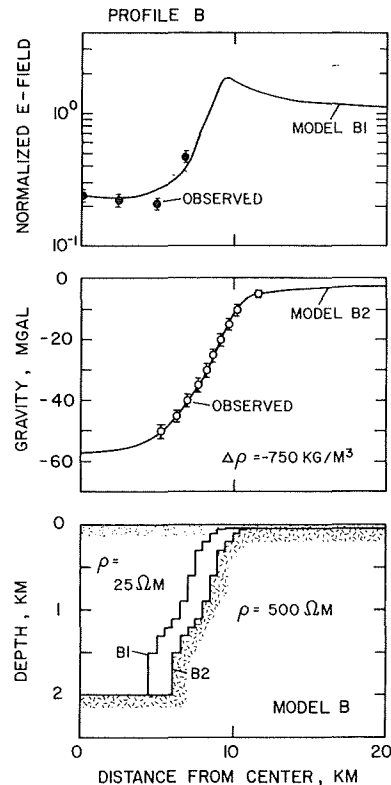 PROFILE B
NORMALIZED E-FIELD
10⁰
10⁻¹
MODEL B1
OBSERVED
GRAVITY, MGAL
0
-20
-40
-60
MODEL B2
OBSERVED
Δρ = -750 KG/M³
DEPTH, KM
0
1
2
ρ =
25 ΩM
ρ = 500 ΩM
B1
B2
MODEL B
0
10
20
DISTANCE FROM CENTER, KM